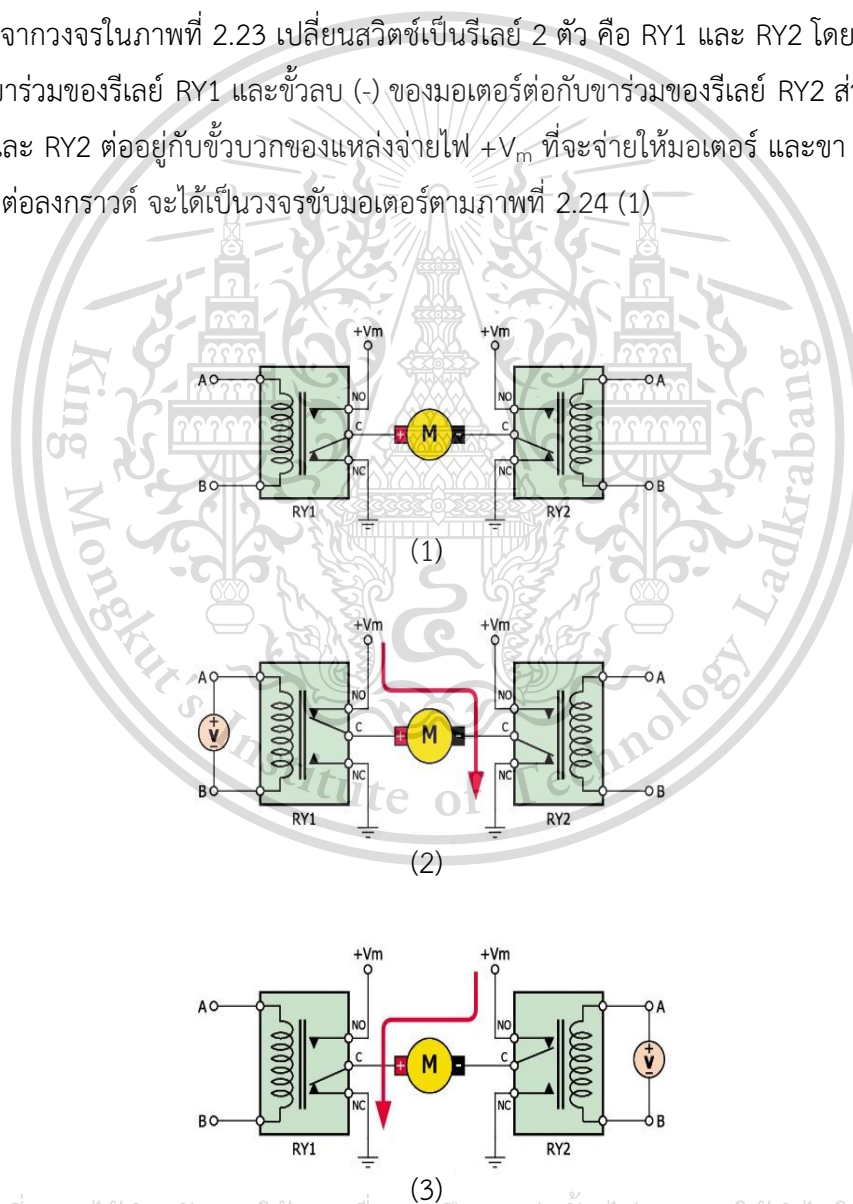 จากวงจรในภาพที่ 2.23 เปลี่ยนสวิตช์เป็นรีเลย์ 2 ตัว คือ RY1 และ RY2 โดย
ขาร่วมของรีเลย์ RY1 และขั้วลบ (-) ของมอเตอร์ต่อกับขาร่วมของรีเลย์ RY2
RY2 ต่ออยู่กับขั้วบวกของแหล่งจ่ายไฟ +Vm ที่จะจ่ายให้มอเตอร์ และขา
ต่อลงกราวด์ จะได้เป็นวงจรขับมอเตอร์ตามภาพที่ 2.24 (1)
King Mongkut's Institute of Technology Ladkrabang
+Vm +Vm
A NO NO A
C + M - C
B NC NC B
RY1 RY2
(1)
+Vm +Vm
A NO NO A
+ V - C + M - C
B NC NC B
RY1 RY2
(2)
+Vm +Vm
A NO NO A
C + M - C + V -
B NC NC B
RY1 RY2
(3)